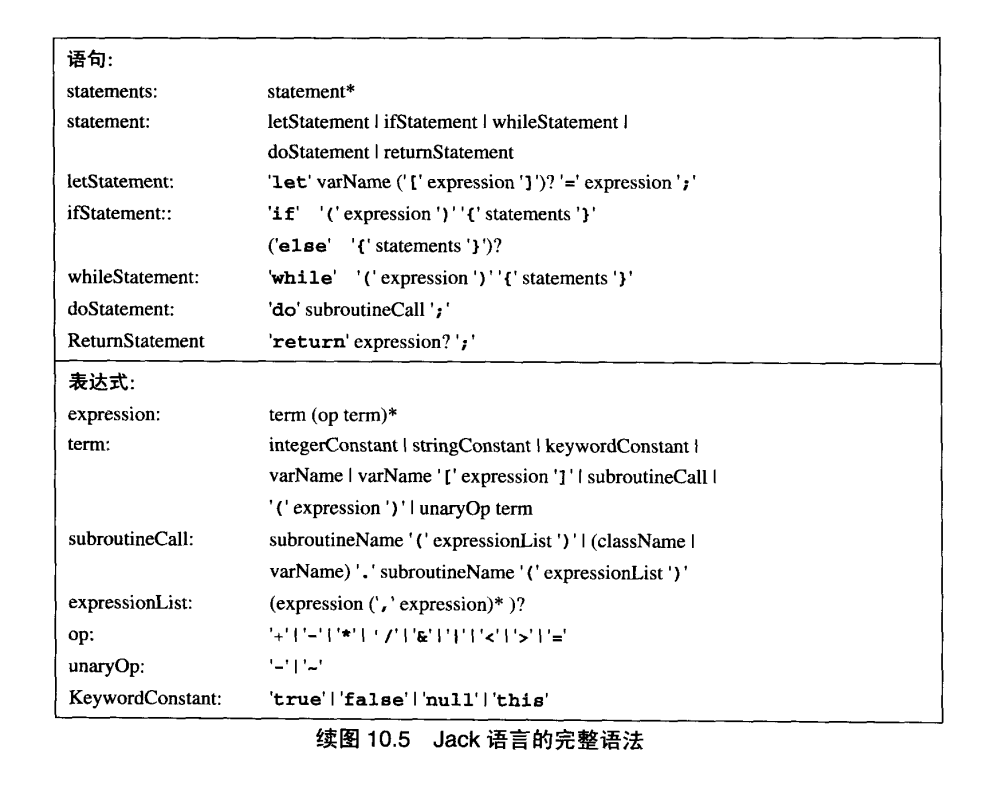 语句:
statements: statement*
statement: letStatement | ifStatement | whileStatement |
doStatement | returnStatement
letStatement: 'let' varName ('[' expression ']')? '=' expression ';'
ifStatement:: 'if' '(' expression ')' '{' statements '}'
('else' '{' statements '}')?
whileStatement: 'while' '(' expression ')' '{' statements '}'
doStatement: 'do' subroutineCall ';'
ReturnStatement 'return' expression? ';'
表达式:
expression: term (op term)*
term: integerConstant | stringConstant | keywordConstant |
varName | varName '[' expression ']' | subroutineCall |
'(' expression ')' | unaryOp term
subroutineCall: subroutineName '(' expressionList ')' | (className |
varName) '.' subroutineName '(' expressionList ')'
expressionList: (expression (',' expression)* )?
op: '+'|'-'|'*'|'/'|'&'|'|'|'<'|'>'|'='
unaryOp: '-'|'~'
KeywordConstant: 'true'|'false'|'null'|'this'
续图 10.5 Jack 语言的完整语法